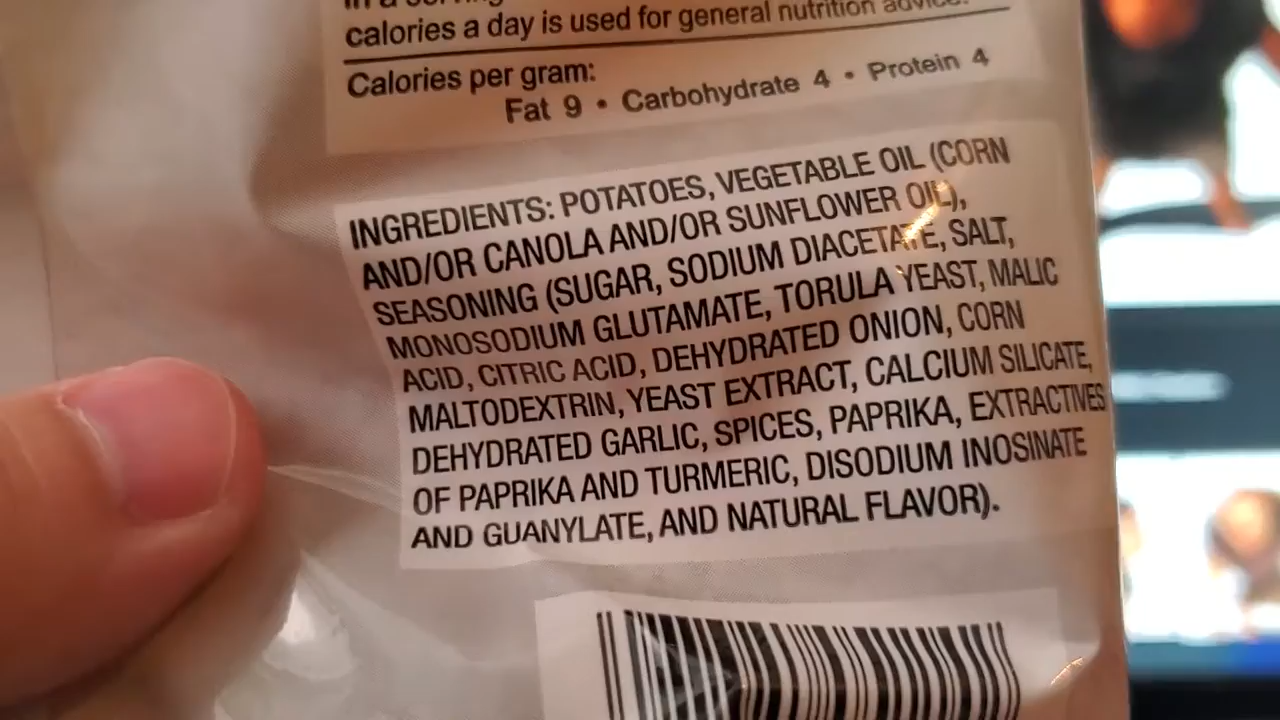 in a serving
calories a day is used for general nutrition advice.
Calories per gram:
Fat 9 • Carbohydrate 4 • Protein 4
INGREDIENTS: POTATOES, VEGETABLE OIL (CORN
AND/OR CANOLA AND/OR SUNFLOWER OIL),
SEASONING (SUGAR, SODIUM DIACETATE, SALT,
MONOSODIUM GLUTAMATE, TORULA YEAST, MALIC
ACID, CITRIC ACID, DEHYDRATED ONION, CORN
MALTODEXTRIN, YEAST EXTRACT, CALCIUM SILICATE,
DEHYDRATED GARLIC, SPICES, PAPRIKA, EXTRACTIVES
OF PAPRIKA AND TURMERIC, DISODIUM INOSINATE
AND GUANYLATE, AND NATURAL FLAVOR).